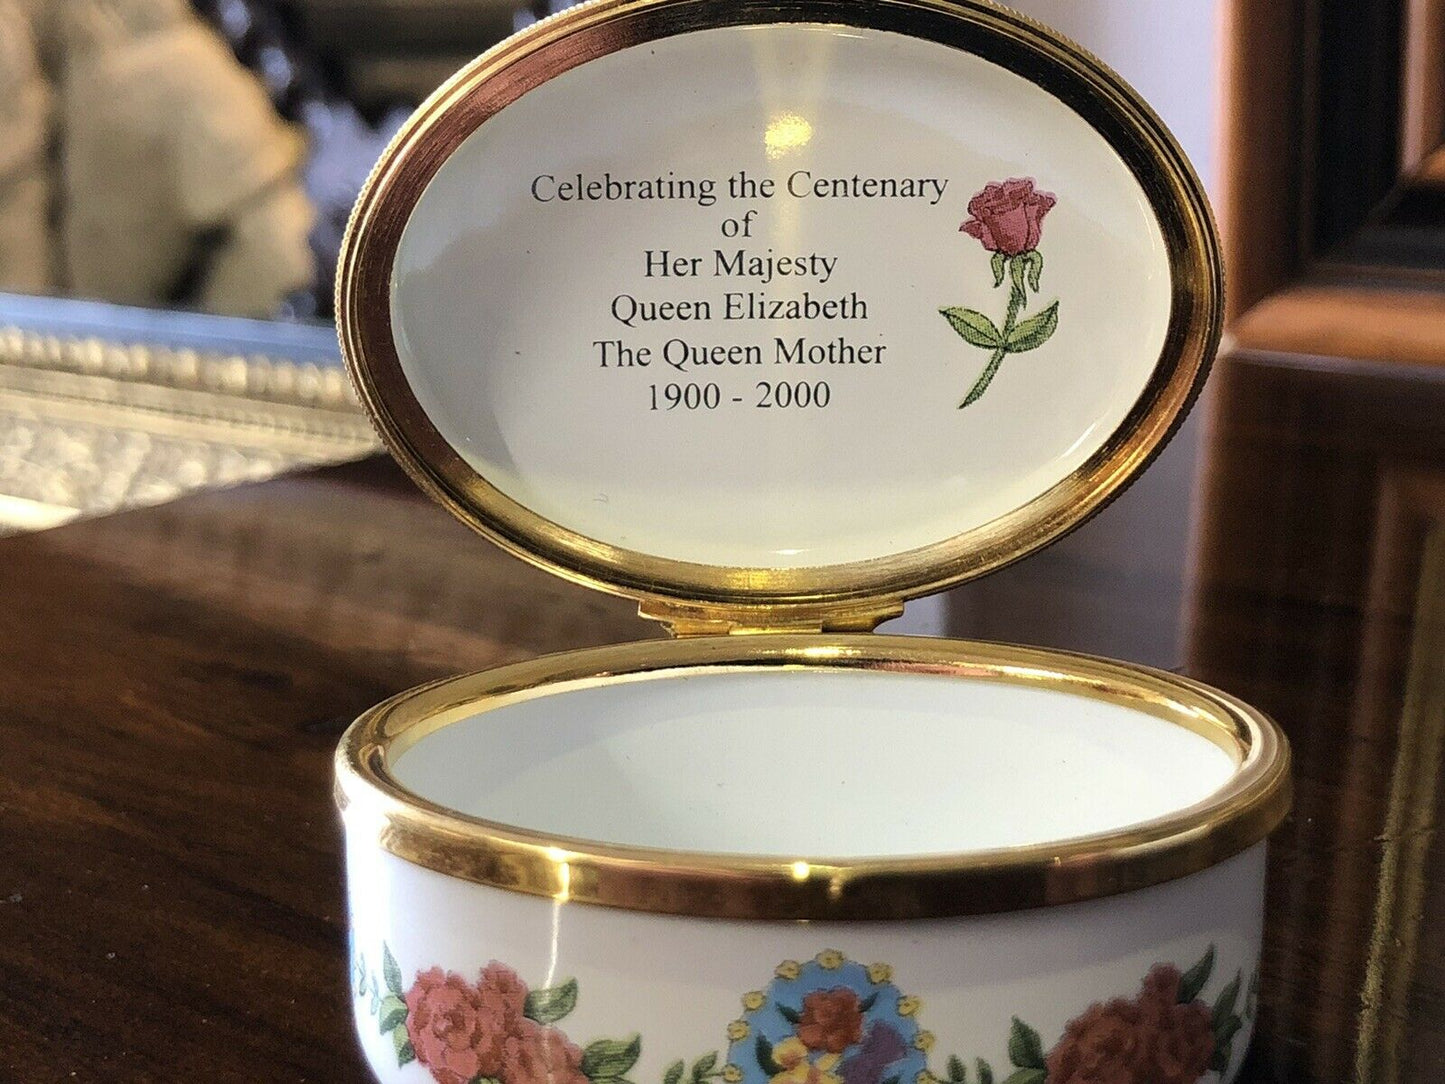 Celebrating the Centenary
of
Her Majesty
Queen Elizabeth
The Queen Mother
1900 - 2000